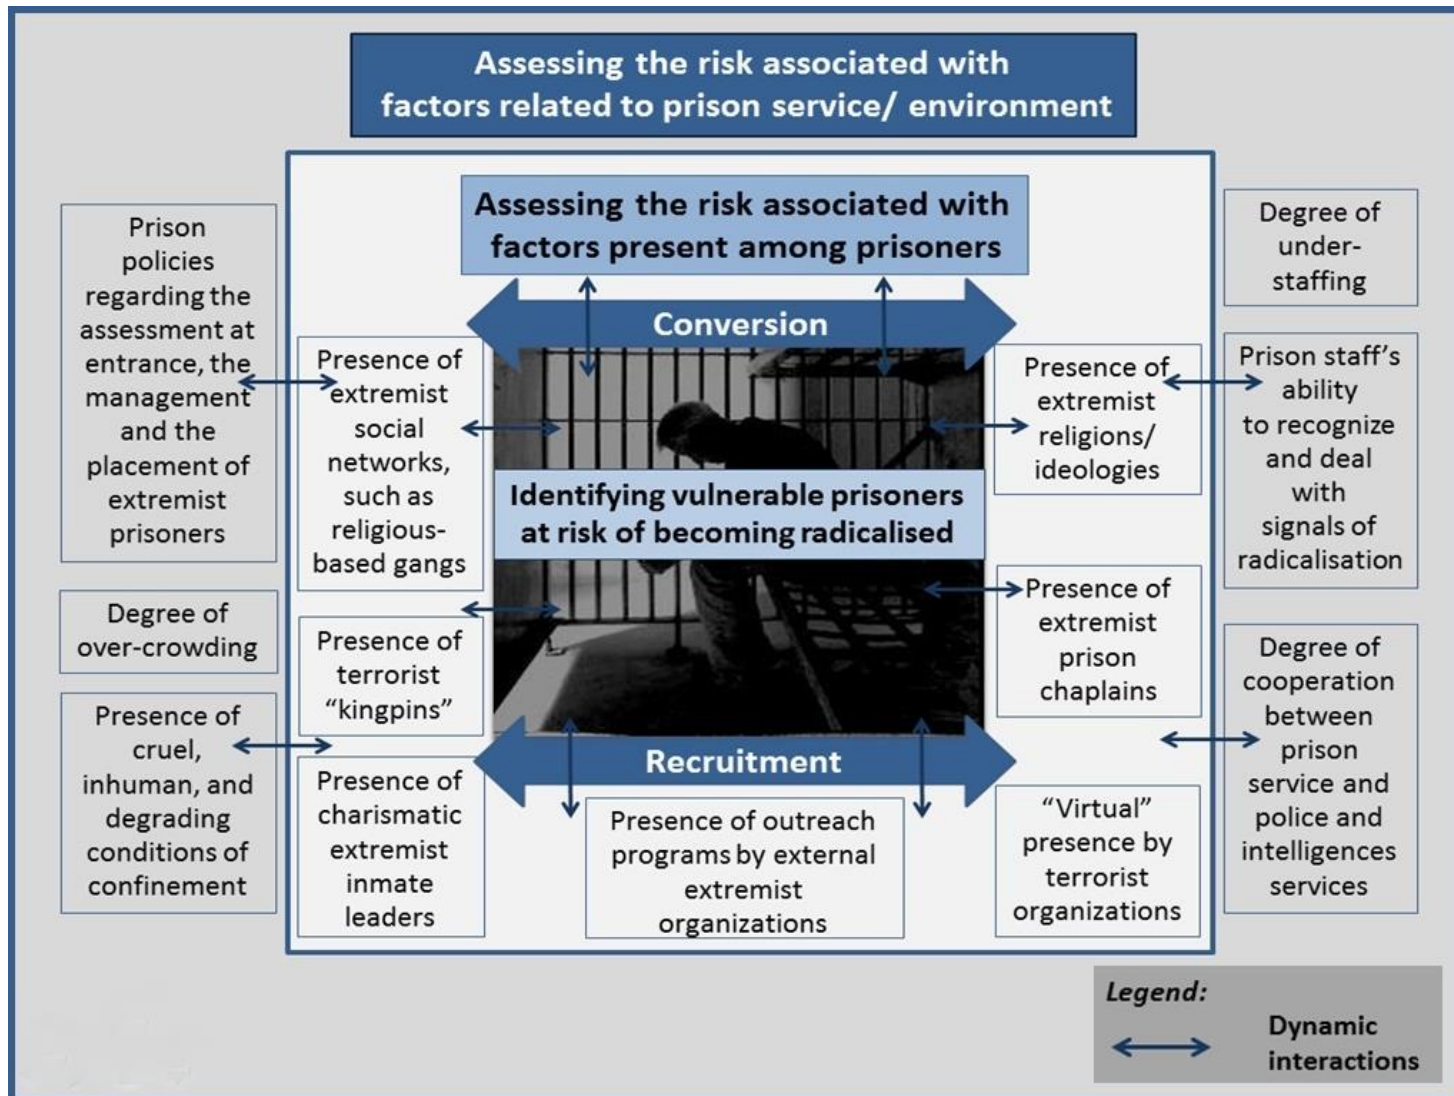 Assessing the risk associated with
factors related to prison service/ environment
Assessing the risk associated with
factors present among prisoners
Conversion
Prison
policies
regarding the
assessment at
entrance, the
management
and the
placement of
extremist
prisoners
Degree of
over-crowding
Presence of
cruel,
inhuman, and
degrading
conditions of
confinement
Presence of
extremist
social
networks,
such as
religious-
based gangs
Presence of
terrorist
“kingpins”
Presence of
charismatic
extremist
inmate
leaders
Identifying vulnerable prisoners
at risk of becoming radicalised
Recruitment
Presence of outreach
programs by external
extremist
organizations
Presence of
extremist
religions/
ideologies
Presence of
extremist
prison
chaplains
“Virtual”
presence by
terrorist
organizations
Degree of
under-
staffing
Prison staff’s
ability
to recognize
and deal
with
signals of
radicalisation
Degree of
cooperation
between
prison
service and
police and
intelligences
services
Legend:
Dynamic
interactions